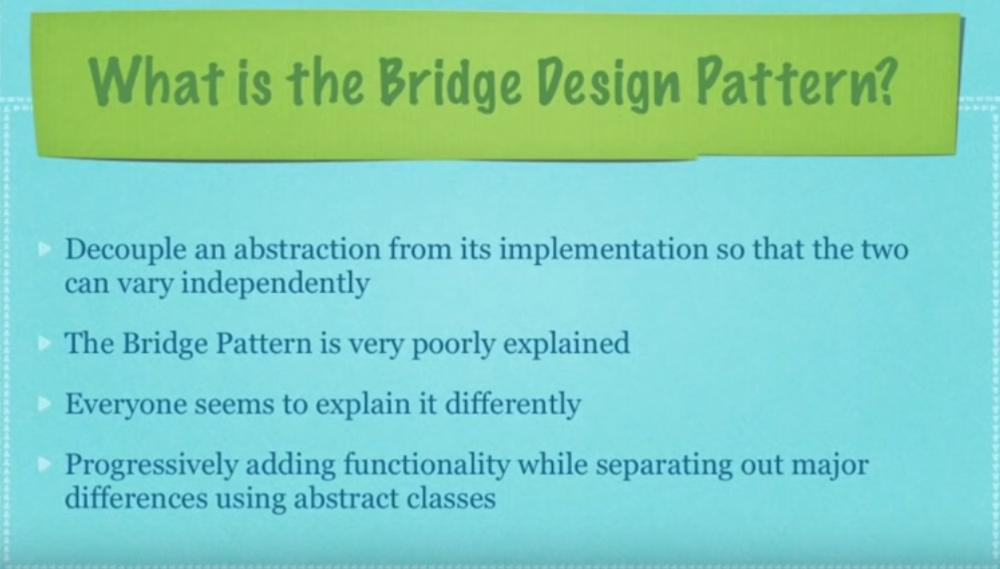 What is the Bridge Design Pattern?
Decouple an abstraction from its implementation so that the two
can vary independently
The Bridge Pattern is very poorly explained
Everyone seems to explain it differently
Progressively adding functionality while separating out major
differences using abstract classes